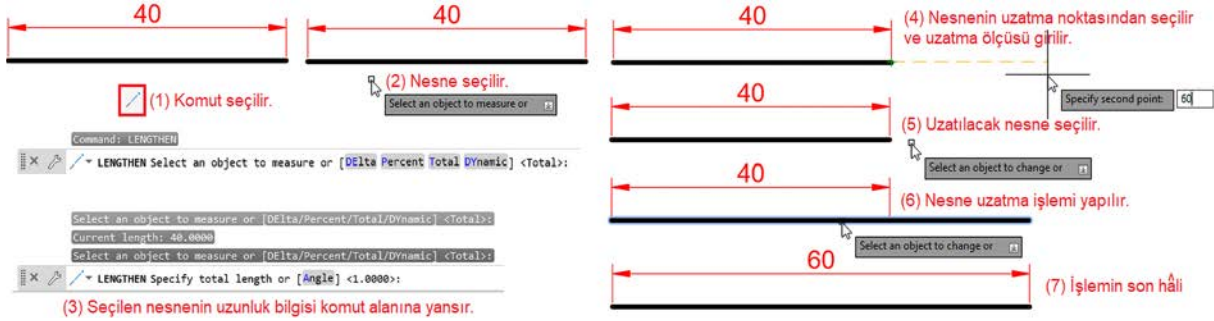 40
40
(1) Komut seçilir.
(2) Nesne seçilir.
Select an object to measure or
Command: LENGTHEN
LENGTHEN Select an object to measure or [DElta Percent Total DYnamic] <Total>:
Select an object to measure or [DElta/Percent/Total/DYnamic] <Total>:
Current length: 40.0000
Select an object to measure or [DElta/Percent/Total/DYnamic] <Total>:
LENGTHEN Specify total length or [Angle] <1.0000>:
(3) Seçilen nesnenin uzunluk bilgisi komut alanına yansır.
40
(4) Nesnenin uzatma noktasından seçilir
ve uzatma ölçüsü girilir.
Specify second point: 60
40
(5) Uzatılacak nesne seçilir.
Select an object to change or
40
(6) Nesne uzatma işlemi yapılır.
Select an object to change or
60
(7) İşlemin son hâli